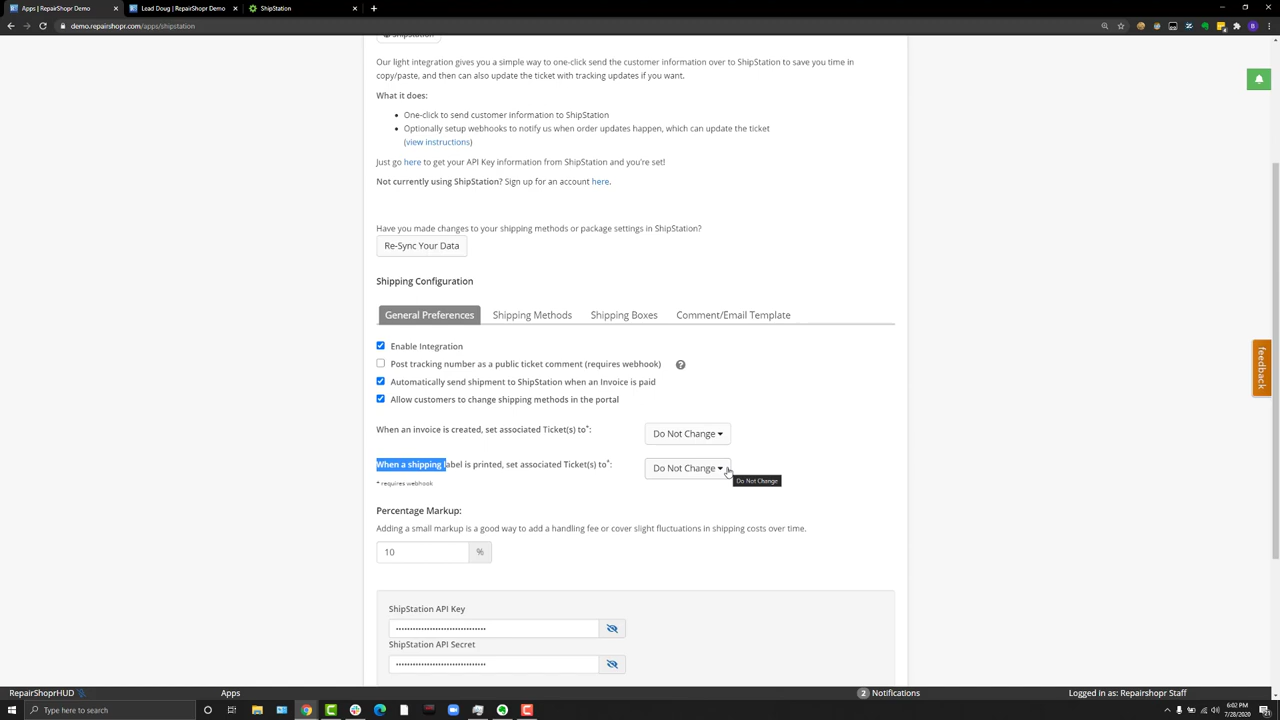 Apps | RepairShopr Demo
Lead Doug | RepairShopr Demo
ShipStation
demo.repairshopr.com/apps/shipstation
Our light integration gives you a simple way to one-click send the customer information over to ShipStation to save you time in
copy/paste, and then can also update the ticket with tracking updates if you want.
What it does:
One-click to send customer Information to ShipStation
Optionally setup webhooks to notify us when order updates happen, which can update the ticket
(view instructions)
Just go here to get your API Key information from ShipStation and you're set!
Not currently using ShipStation? Sign up for an account here.
Have you made changes to your shipping methods or package settings in ShipStation?
Re-Sync Your Data
Shipping Configuration
General Preferences
Shipping Methods
Shipping Boxes
Comment/Email Template
Enable Integration
Post tracking number as a public ticket comment (requires webhook)
Automatically send shipment to ShipStation when an Invoice is paid
Allow customers to change shipping methods in the portal
When an invoice is created, set associated Ticket(s) to*:
Do Not Change
When a shipping label is printed, set associated Ticket(s) to*:
Do Not Change
Do Not Change
* requires webhook
Percentage Markup:
Adding a small markup is a good way to add a handling fee or cover slight fluctuations in shipping costs over time.
10
%
ShipStation API Key
ShipStation API Secret
feedback
RepairShoprHUD
Apps
2 Notifications
Logged in as: Repairshopr Staff
Type here to search
6:02 PM
7/28/2020